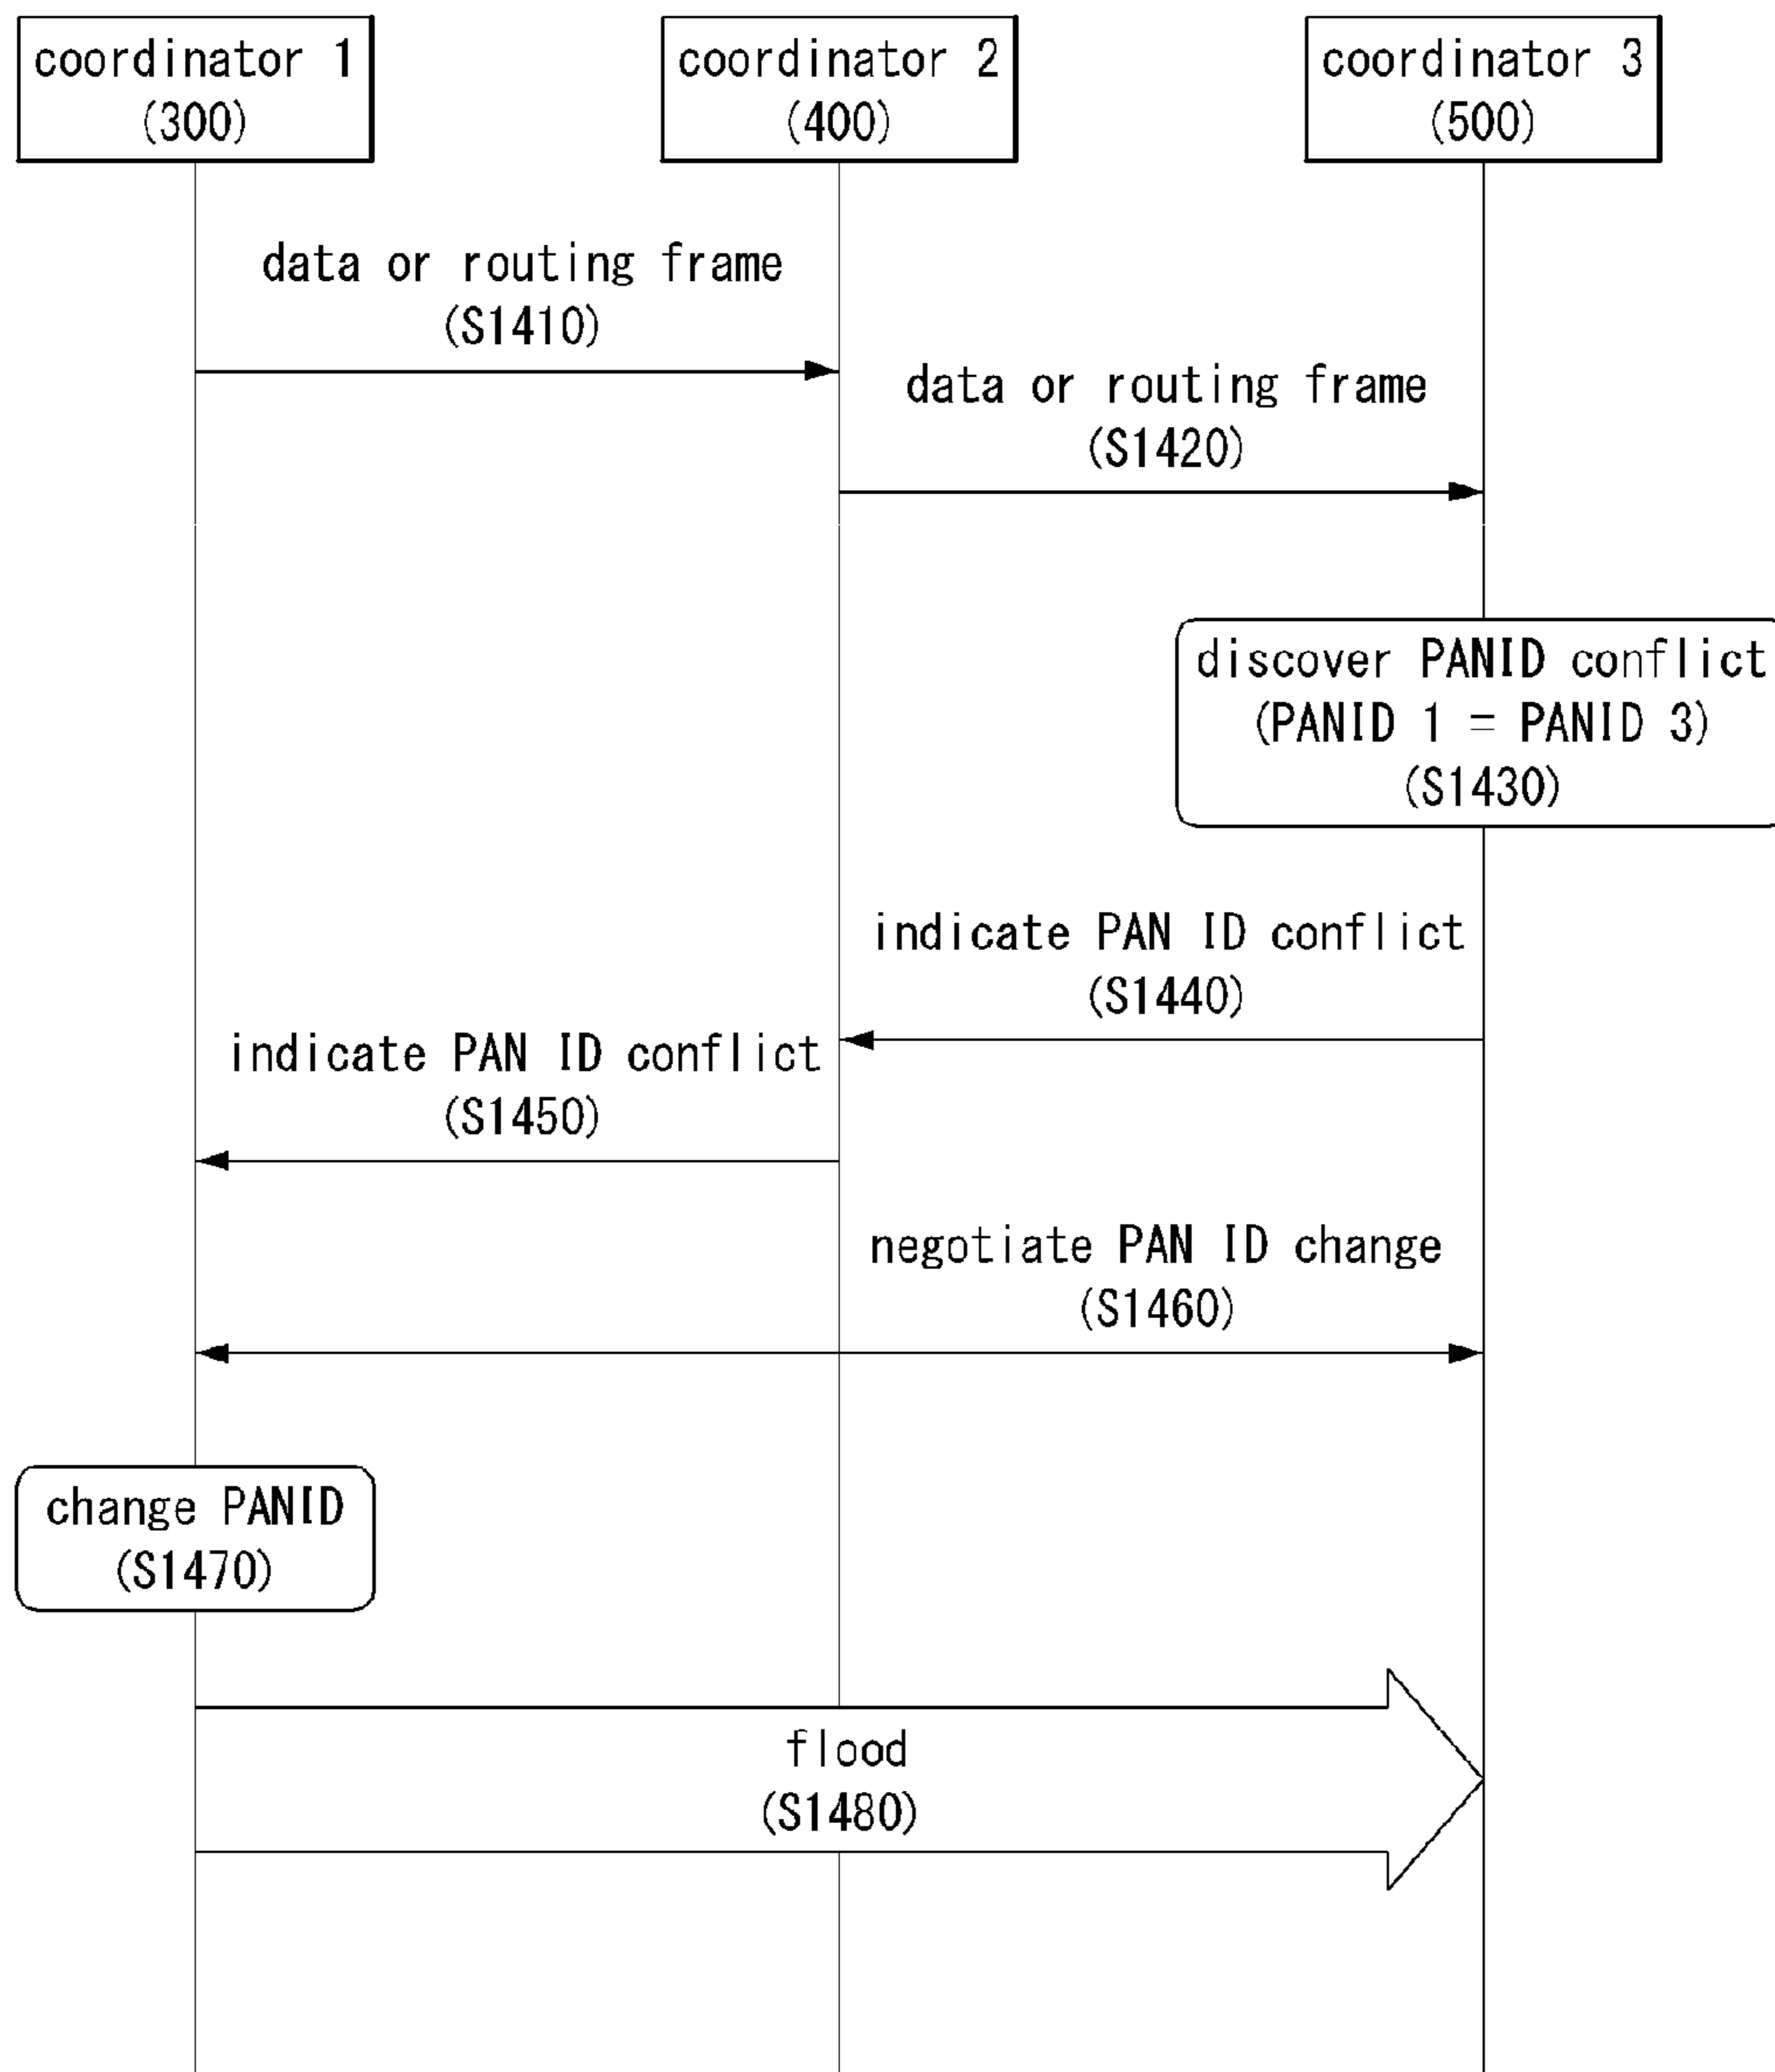 coordinator 1
(300)
coordinator 2
(400)
coordinator 3
(500)
data or routing frame
(S1410)
data or routing frame
(S1420)
discover PANID conflict
(PANID 1 = PANID 3)
(S1430)
indicate PAN ID conflict
(S1440)
indicate PAN ID conflict
(S1450)
negotiate PAN ID change
(S1460)
change PANID
(S1470)
flood
(S1480)